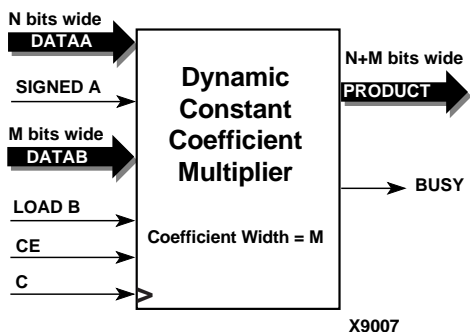 N bits wide
DATAA
SIGNED A
M bits wide
DATAB
LOAD B
CE
C
Dynamic
Constant
Coefficient
Multiplier
Coefficient Width = M
N+M bits wide
PRODUCT
BUSY
X9007